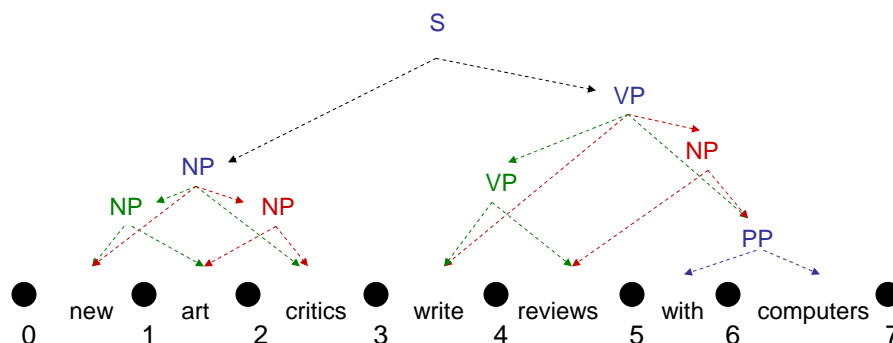 S
VP
NP
NP
VP
NP
NP
PP
new art critics write reviews with computers
0 1 2 3 4 5 6 7